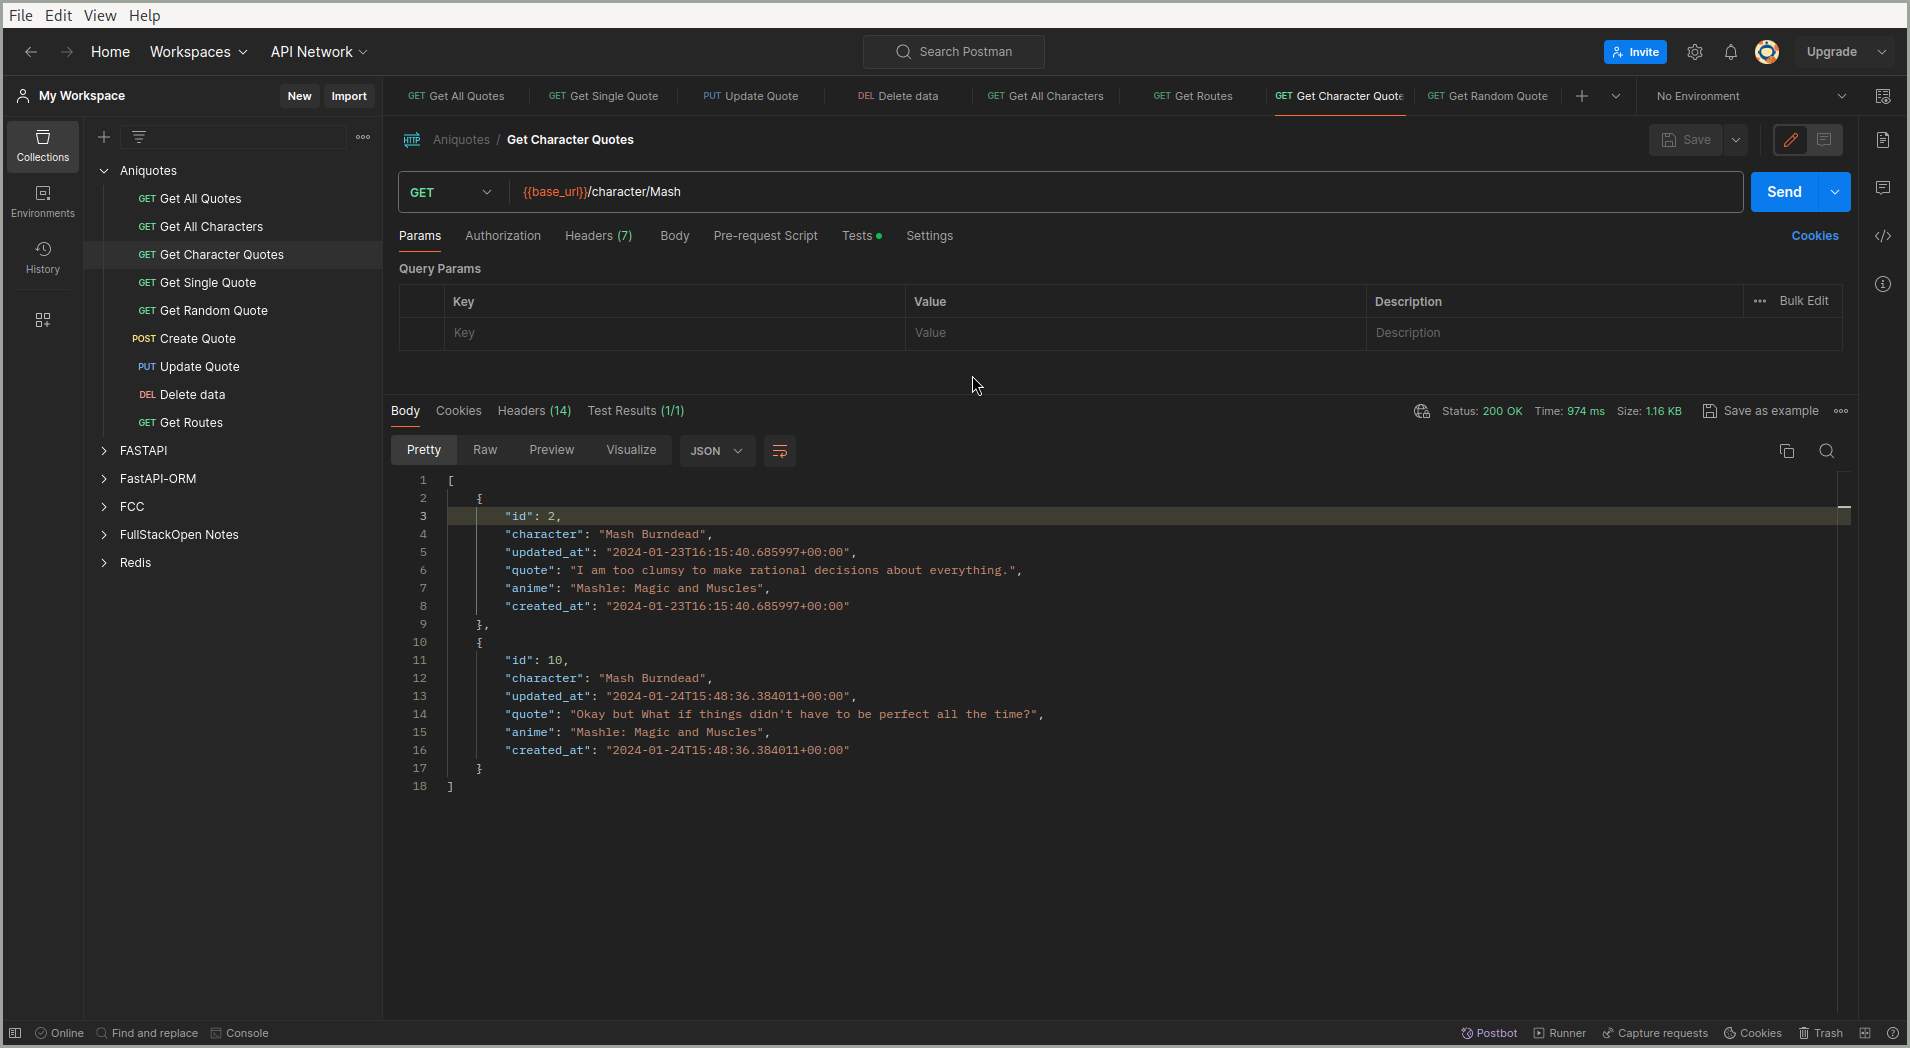 File Edit View Help
Home Workspaces API Network Search Postman Invite Upgrade
My Workspace New Import
GET Get All Quotes GET Get Single Quote PUT Update Quote DEL Delete data GET Get All Characters GET Get Routes GET Get Character Quote GET Get Random Quote No Environment
Collections
Environments
History
Aniquotes
GET Get All Quotes
GET Get All Characters
GET Get Character Quotes
GET Get Single Quote
GET Get Random Quote
POST Create Quote
PUT Update Quote
DEL Delete data
GET Get Routes
FASTAPI
FastAPI-ORM
FCC
FullStackOpen Notes
Redis
HTTP Aniquotes / Get Character Quotes Save
GET {{base_url}}/character/Mash Send
Params Authorization Headers (7) Body Pre-request Script Tests Settings Cookies
Query Params
Key Value Description Bulk Edit
Key Value Description
Body Cookies Headers (14) Test Results (1/1) Status: 200 OK Time: 974 ms Size: 1.16 KB Save as example
Pretty Raw Preview Visualize JSON
1 [
2 {
3 "id": 2,
4 "character": "Mash Burndead",
5 "updated_at": "2024-01-23T16:15:40.685997+00:00",
6 "quote": "I am too clumsy to make rational decisions about everything.",
7 "anime": "Mashle: Magic and Muscles",
8 "created_at": "2024-01-23T16:15:40.685997+00:00"
9 },
10 {
11 "id": 10,
12 "character": "Mash Burndead",
13 "updated_at": "2024-01-24T15:48:36.384011+00:00",
14 "quote": "Okay but What if things didn't have to be perfect all the time?",
15 "anime": "Mashle: Magic and Muscles",
16 "created_at": "2024-01-24T15:48:36.384011+00:00"
17 }
18 ]
Online Find and replace Console Postbot Runner Capture requests Cookies Trash